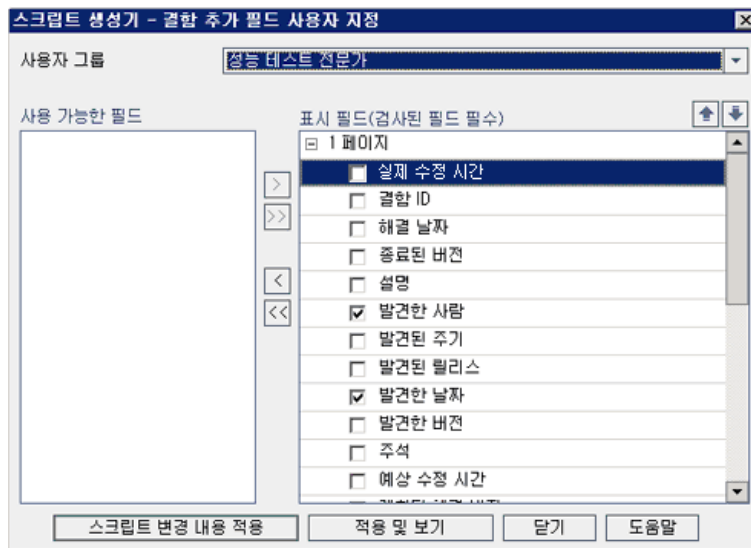 스크립트 생성기 - 결함 추가 필드 사용자 지정
사용자 그룹
성능 테스트 전문가
사용 가능한 필드
표시 필드(검사된 필드 필수)
1 페이지
실제 수정 시간
결함 ID
해결 날짜
종료된 버전
설명
발견한 사람
발견된 주기
발견된 릴리스
발견한 날짜
발견한 버전
주석
예상 수정 시간
스크립트 변경 내용 적용
적용 및 보기
닫기
도움말